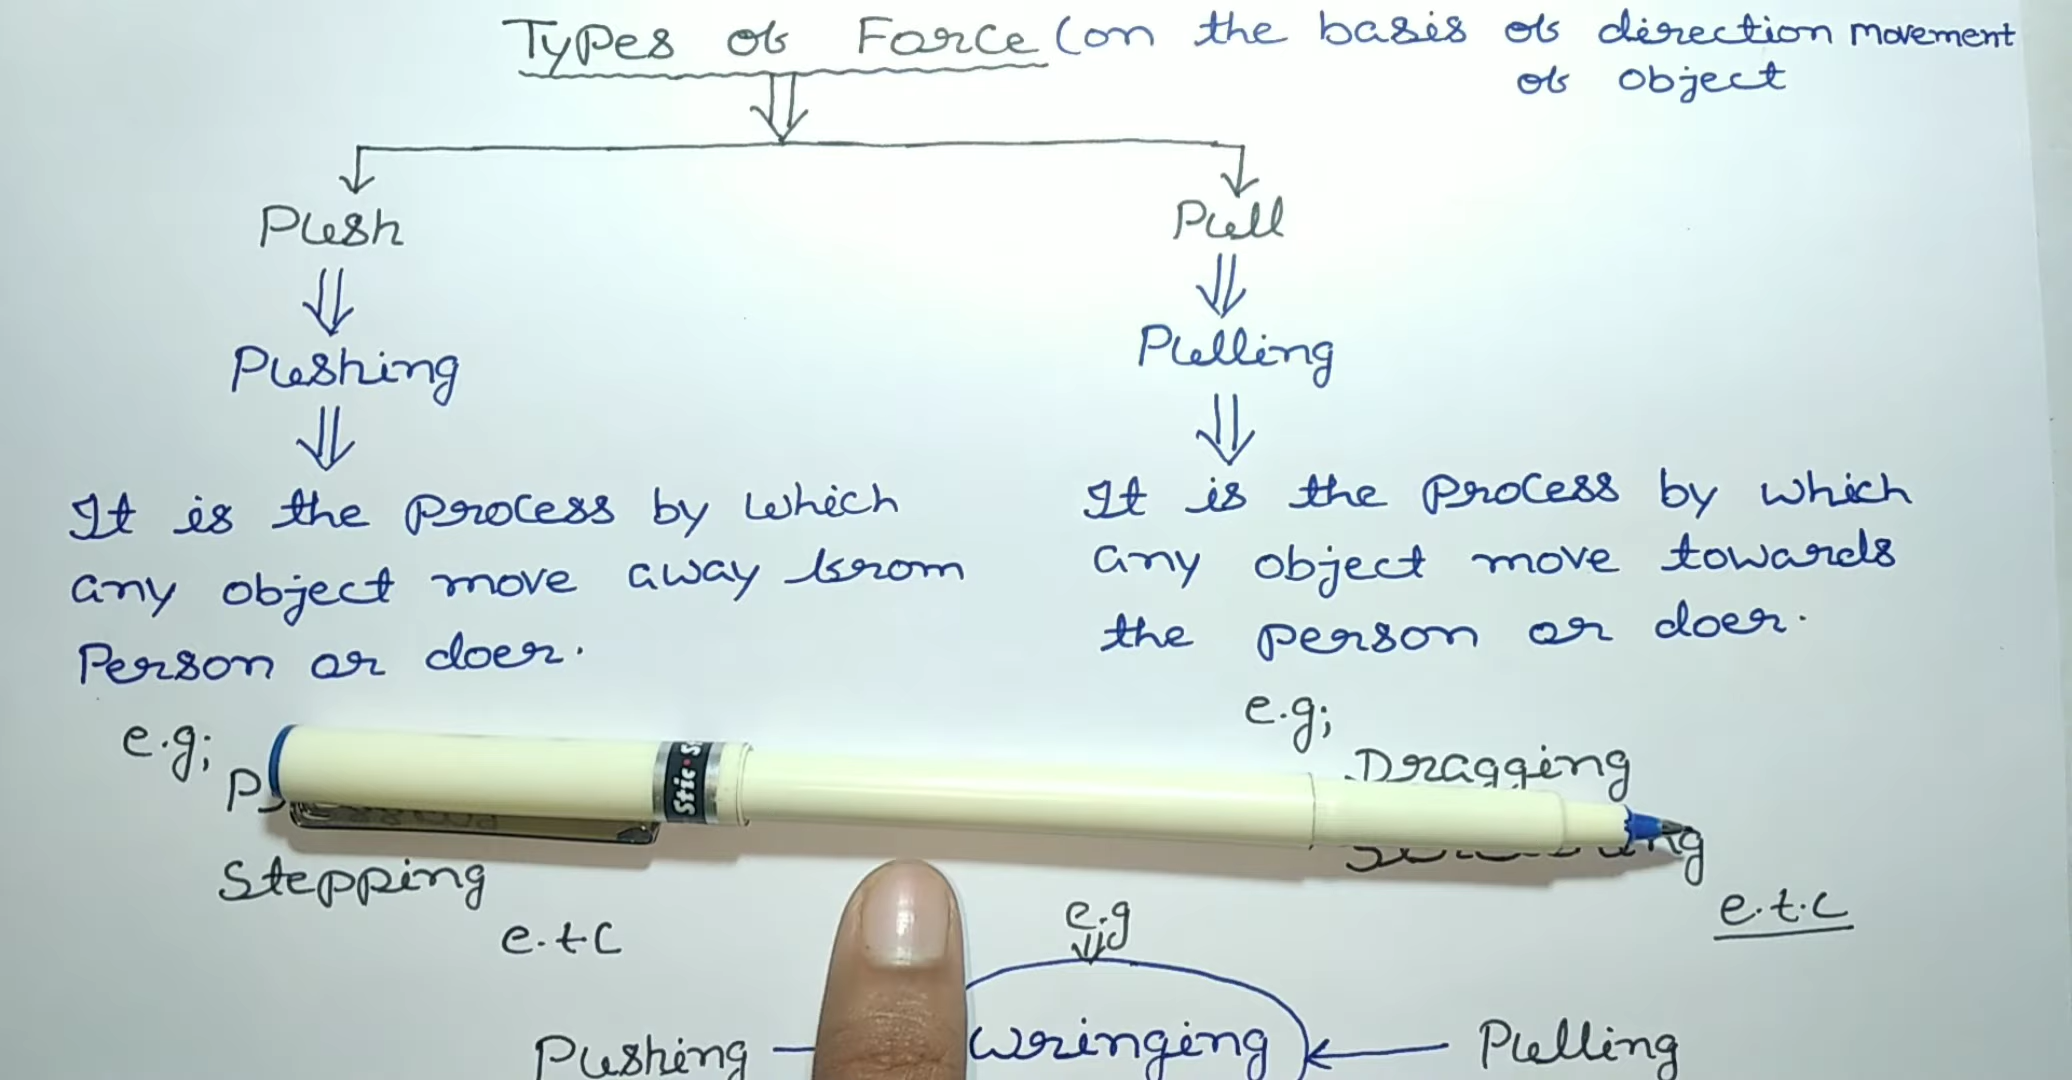 Types of Force (on the basis of direction movement
of object
Push
Pull
Pushing
Pulling
It is the process by which
any object move away from
Person or doer.
It is the process by which
any object move towards
the person or doer.
e.g;
Stepping
e.t.c
e.g;
Dragging
e.t.c
Stic
e.g
Pushing
Wringing
Pulling